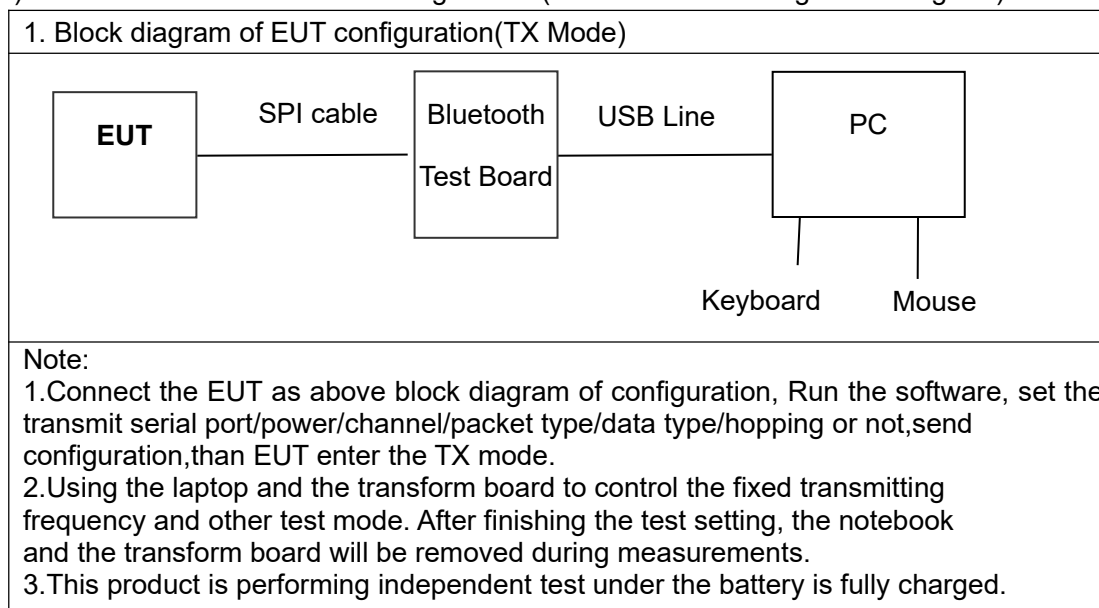 1. Block diagram of EUT configuration(TX Mode)
EUT
SPI cable
Bluetooth
Test Board
USB Line
PC
Keyboard
Mouse
Note:
1.Connect the EUT as above block diagram of configuration, Run the software, set the
transmit serial port/power/channel/packet type/data type/hopping or not,send
configuration,than EUT enter the TX mode.
2.Using the laptop and the transform board to control the fixed transmitting
frequency and other test mode. After finishing the test setting, the notebook
and the transform board will be removed during measurements.
3.This product is performing independent test under the battery is fully charged.